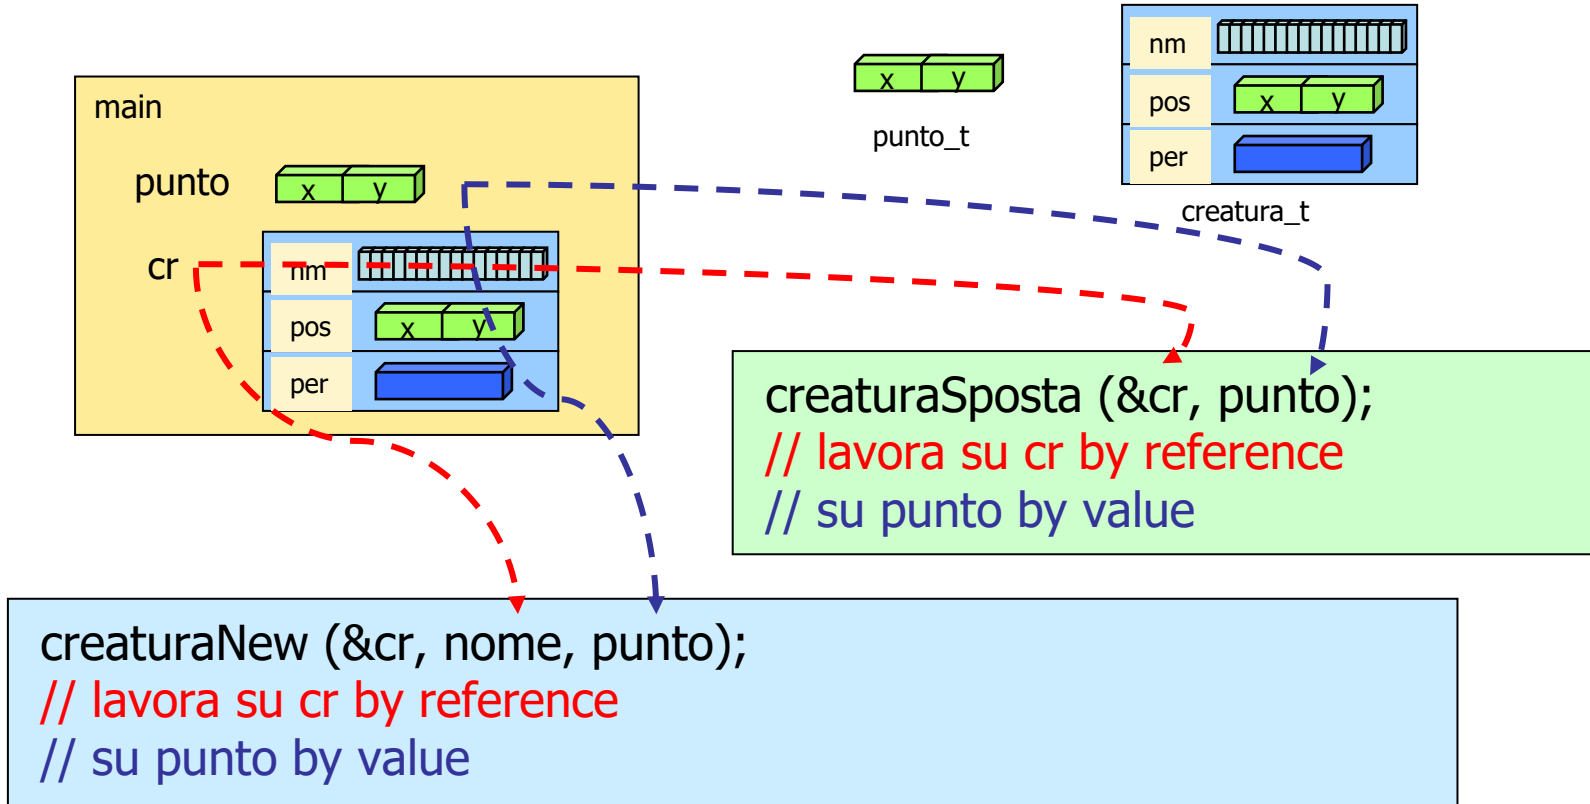 main
punto
x y
cr
nm
pos
x y
per
x y
punto_t
nm
pos
x y
per
creatura_t
creaturaSposta (&cr, punto);
// lavora su cr by reference
// su punto by value
creaturaNew (&cr, nome, punto);
// lavora su cr by reference
// su punto by value